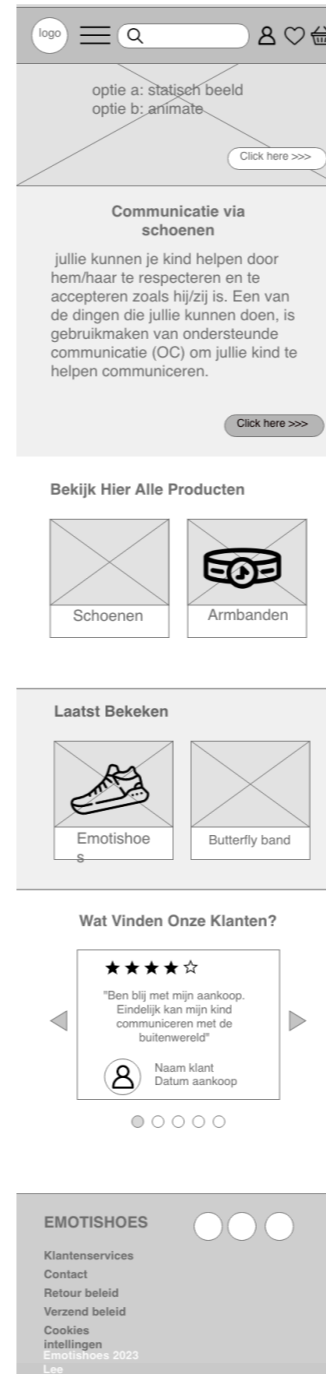 logo
optie a: statisch beeld
optie b: animate
Click here >>>
Communicatie via
schoenen
jullie kunnen je kind helpen door
hem/haar te respecteren en te
accepteren zoals hij/zij is. Een van
de dingen die jullie kunnen doen, is
gebruikmaken van ondersteunde
communicatie (OC) om jullie kind te
helpen communiceren.
Click here >>>
Bekijk Hier Alle Producten
Schoenen
Armbanden
Laatst Bekeken
Emotishoe
s
Butterfly band
Wat Vinden Onze Klanten?
"Ben blij met mijn aankoop.
Eindelijk kan mijn kind
communiceren met de
buitenwereld"
Naam klant
Datum aankoop
EMOTISHOES
Klantenservices
Contact
Retour beleid
Verzend beleid
Cookies
intellingen
Emotishoes 2023
Lee